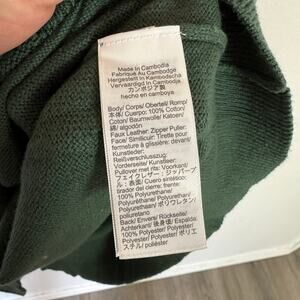 Made In Cambodia
Fabriqué Au Cambodge
Hergestellt In Kambodscha
Vervaardigd In Cambodja
カンボジア製
hecho en camboya
Body/ Corps/ Oberteil/ Romp/
本体/ Cuerpo: 100% Cotton/
Coton/ Baumwolle/ Katoen/
綿/ algodón
Faux Leather: Zipper Puller:
Face/ Similicuir: Tirette pour
fermeture à glissière: devant/
Kunstleder:
Reißverschlusszug:
Vorderseite/ Kunstleer:
Pullover met rits: Voorkant/
フェイクレザー: ジッパープ
ル: 表面/ Cuero sintético:
tirador del cierre: frente:
100% Polyurethane/
Polyuréthane/ Polyurethan/
Polyurethaan/ ポリウレタン/
poliuretano
Back/ Envers/ Rückseite/
Achterkant/ 後身頃/ Espalda:
100% Polyester/ Polyester/
Polyester/ Polyester/ ポリエ
ステル/ poliéster